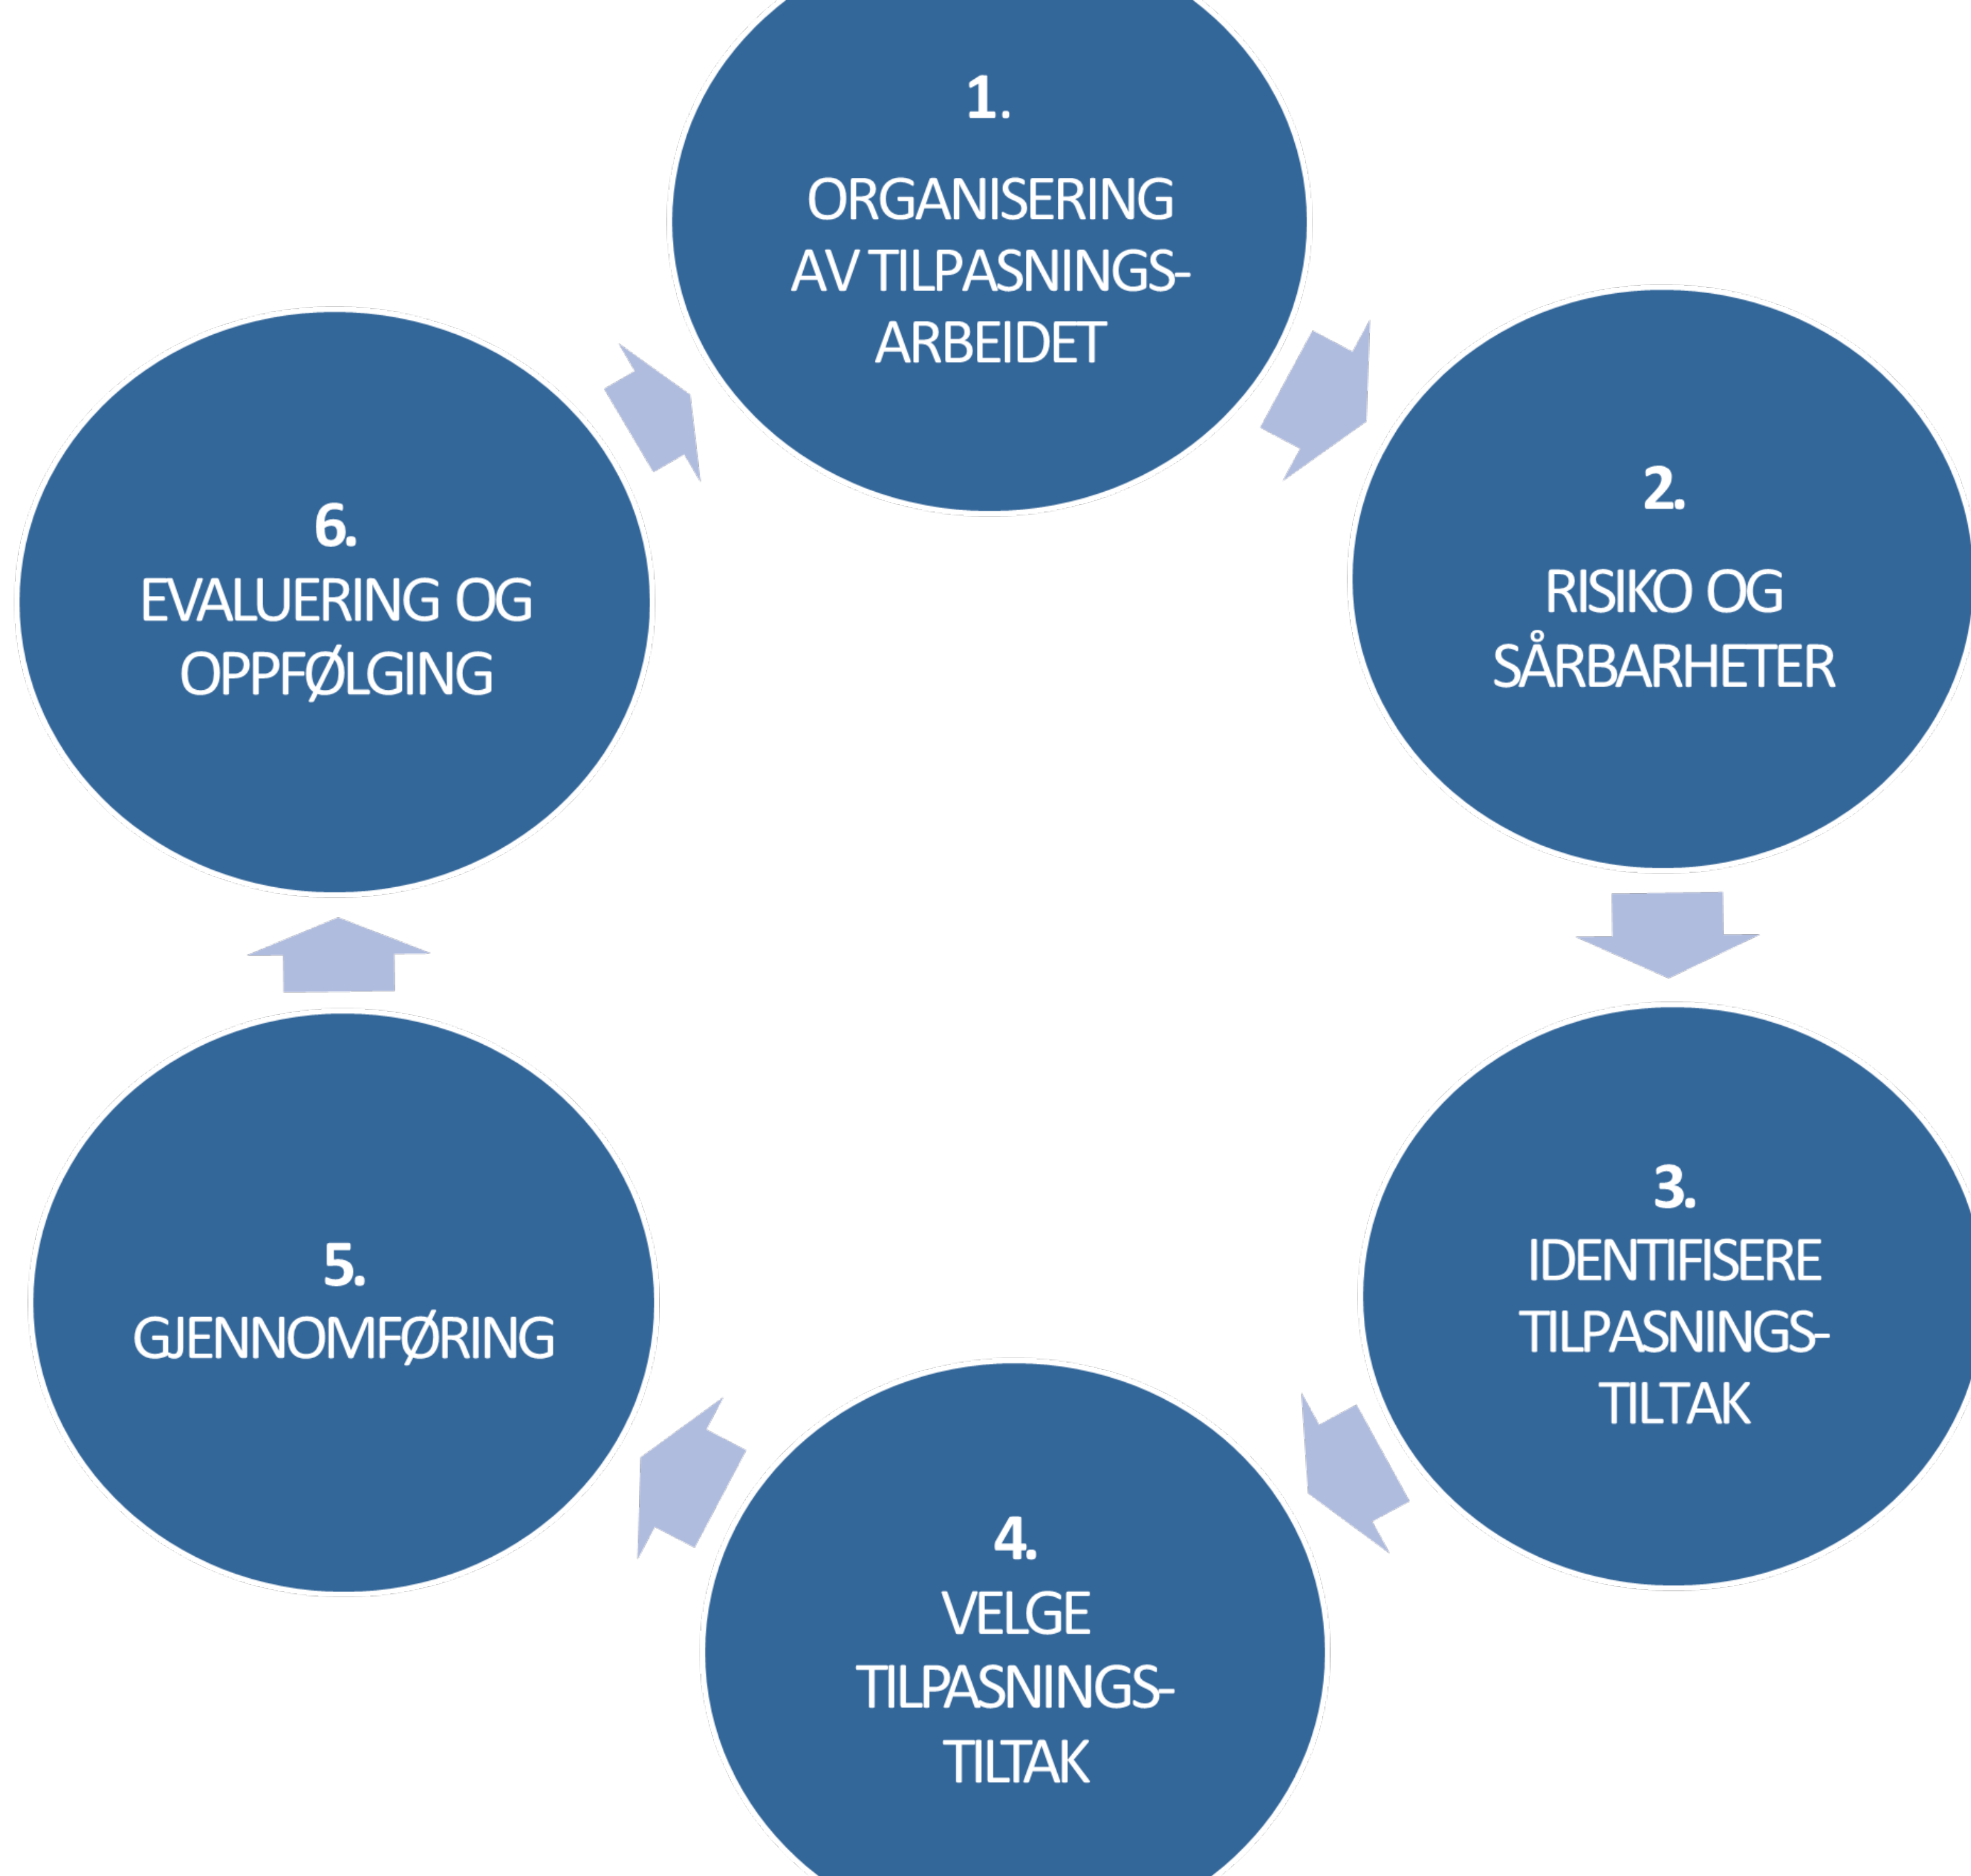 1.
ORGANISERING
AV TILPASNINGS-
ARBEIDET
2.
RISIKO OG
SÅRBARHETER
3.
IDENTIFISERE
TILPASNINGS-
TILTAK
4.
VELGE
TILPASNINGS-
TILTAK
5.
GJENNOMFØRING
6.
EVALUERING OG
OPPFØLGING